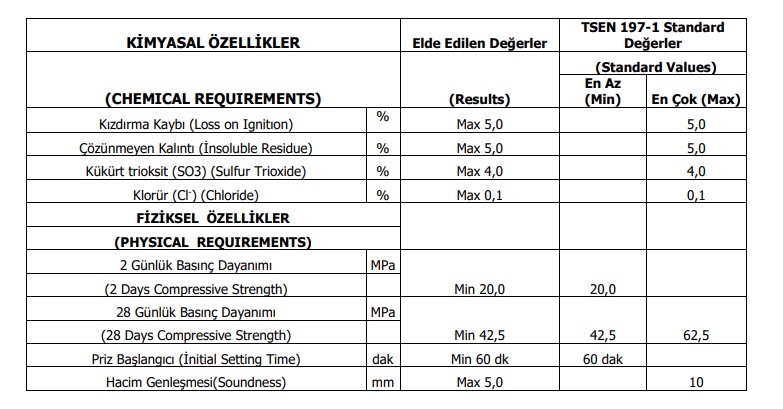 KİMYASAL ÖZELLİKLER Elde Edilen Değerler TSEN 197-1 Standard Değerler
(Standard Values)
(CHEMICAL REQUIREMENTS) (Results) En Az (Min) En Çok (Max)
Kızdırma Kaybı (Loss on Ignitıon) % Max 5,0 5,0
Çözünmeyen Kalıntı (İnsoluble Residue) % Max 5,0 5,0
Kükürt trioksit (SO3) (Sulfur Trioxide) % Max 4,0 4,0
Klorür (Cl-) (Chloride) % Max 0,1 0,1
FİZİKSEL ÖZELLİKLER
(PHYSICAL REQUIREMENTS)
2 Günlük Basınç Dayanımı MPa
(2 Days Compressive Strength) Min 20,0 20,0
28 Günlük Basınç Dayanımı MPa
(28 Days Compressive Strength) Min 42,5 42,5 62,5
Priz Başlangıcı (İnitial Setting Time) dak Min 60 dk 60 dak
Hacim Genleşmesi(Soundness) mm Max 5,0 10